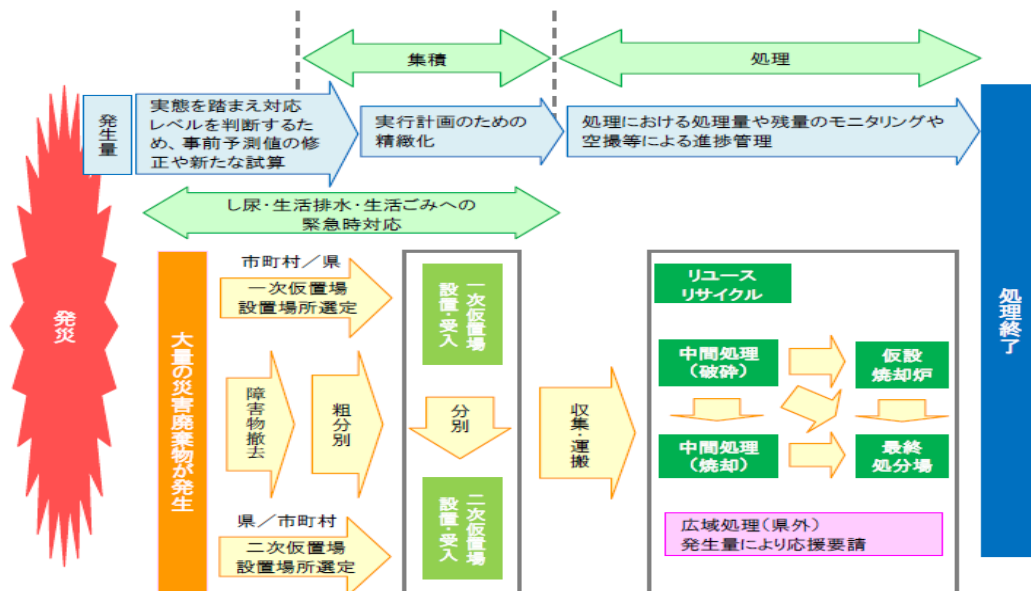 集積
処理
発災
発生量
実態を踏まえ対応
レベルを判断するた
め、事前予測値の修
正や新たな試算
実行計画のための
精緻化
処理における処理量や残量のモニタリングや
空撮等による進捗管理
し尿・生活排水・生活ごみへの
緊急時対応
処理終了
大量の災害廃棄物が発生
市町村／県
一次仮置場
設置場所選定
障害物撤去
粗分別
県／市町村
二次仮置場
設置場所選定
一次仮置場
設置・受入
分別
二次仮置場
設置・受入
収集・運搬
リユース
リサイクル
中間処理
（破砕）
仮設
焼却炉
中間処理
（焼却）
最終
処分場
広域処理（県外）
発生量により応援要請